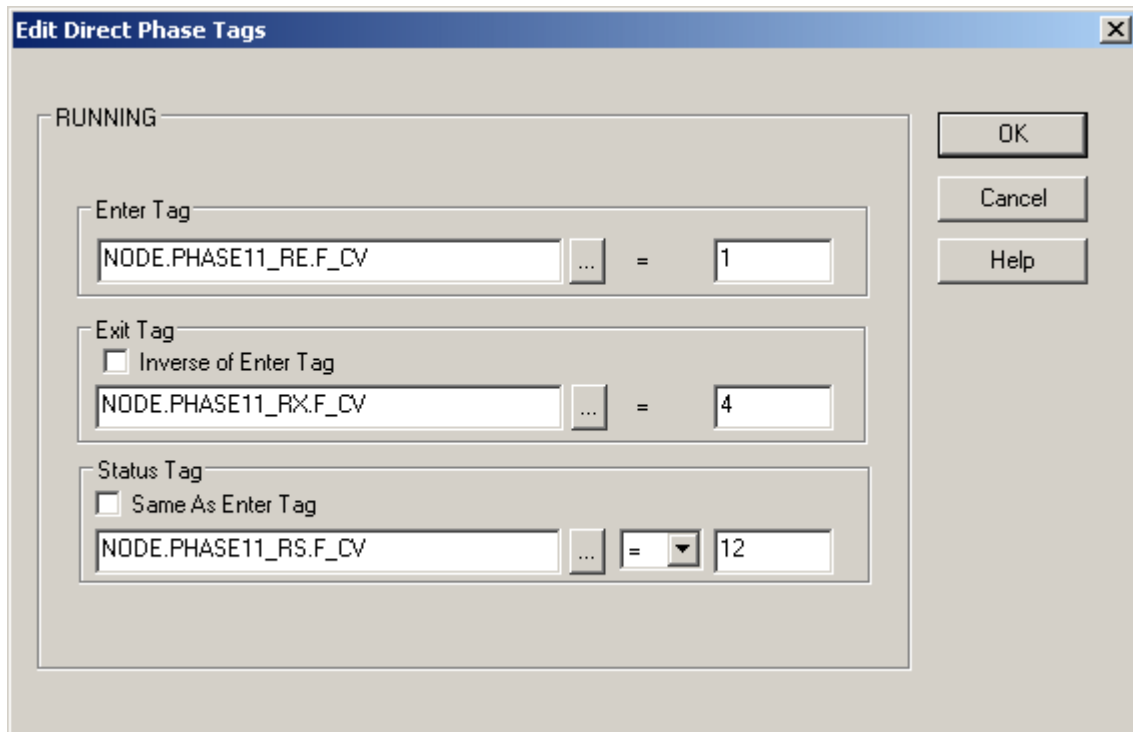 Edit Direct Phase Tags
RUNNING
OK
Cancel
Help
Enter Tag
NODE.PHASE11_RE.F_CV ... = 1
Exit Tag
Inverse of Enter Tag
NODE.PHASE11_RX.F_CV ... = 4
Status Tag
Same As Enter Tag
NODE.PHASE11_RS.F_CV ... = 12